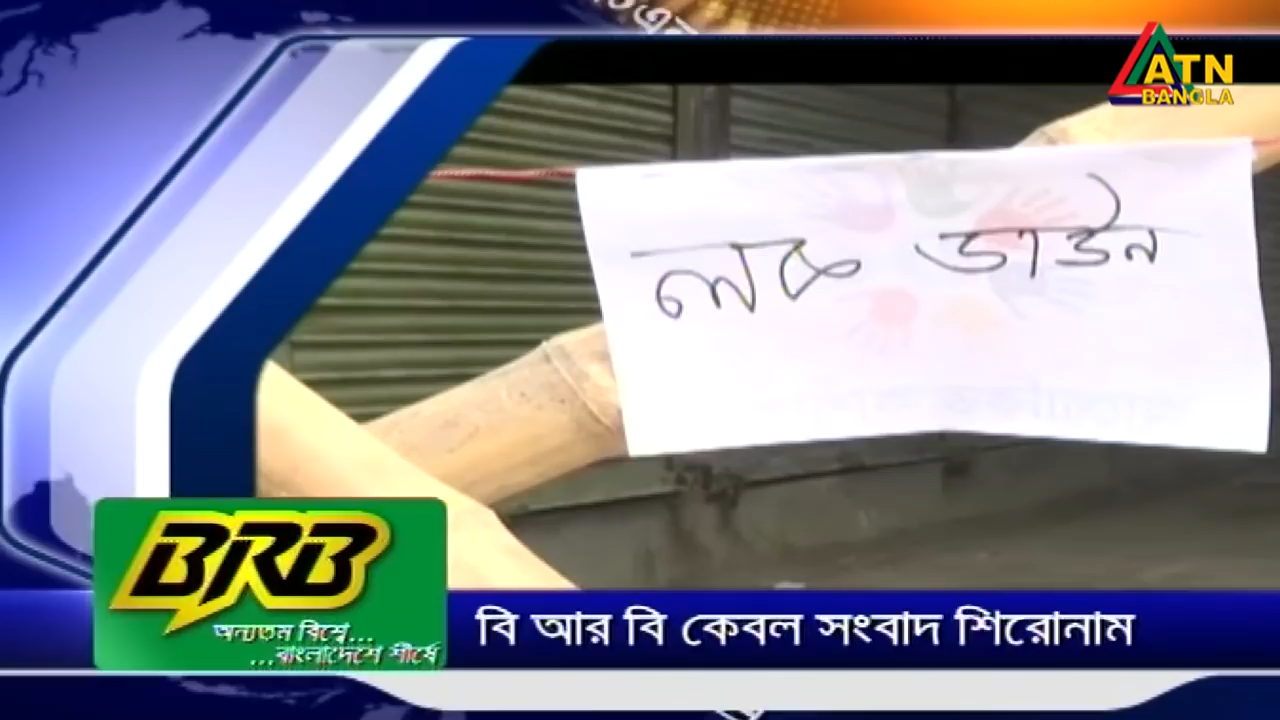 ATN
BANGLA
লক ডাউন
BRB
অন্যতম বিশ্বে...
...বাংলাদেশে শীর্ষে
বি আর বি কেবল সংবাদ শিরোনাম